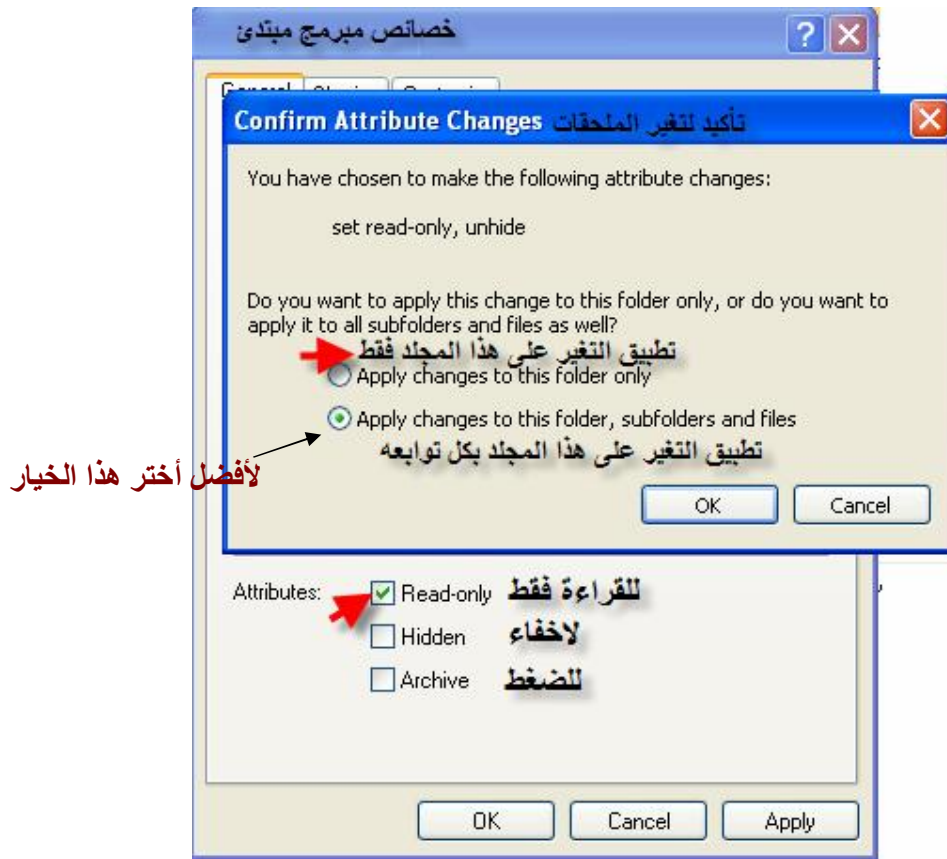 خصائص مبرمج مبتدئ
General
Confirm Attribute Changes تأكيد لتغير الملحقات
You have chosen to make the following attribute changes:
set read-only, unhide
Do you want to apply this change to this folder only, or do you want to
apply it to all subfolders and files as well?
تطبيق التغير على هذا المجلد فقط
Apply changes to this folder only
Apply changes to this folder, subfolders and files
تطبيق التغير على هذا المجلد بكل توابعه
لأفضل أختر هذا الخيار
OK Cancel
Attributes: Read-only للقراءة فقط
Hidden لاخفاء
Archive للضغط
OK Cancel Apply